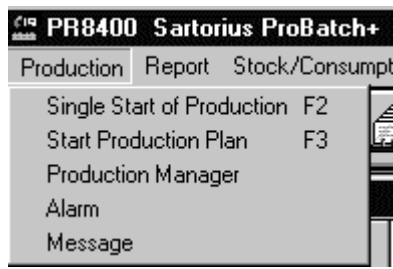 PR8400 Sartorius ProBatch+
Production Report Stock/Consumpt
Single Start of Production F2
Start Production Plan F3
Production Manager
Alarm
Message